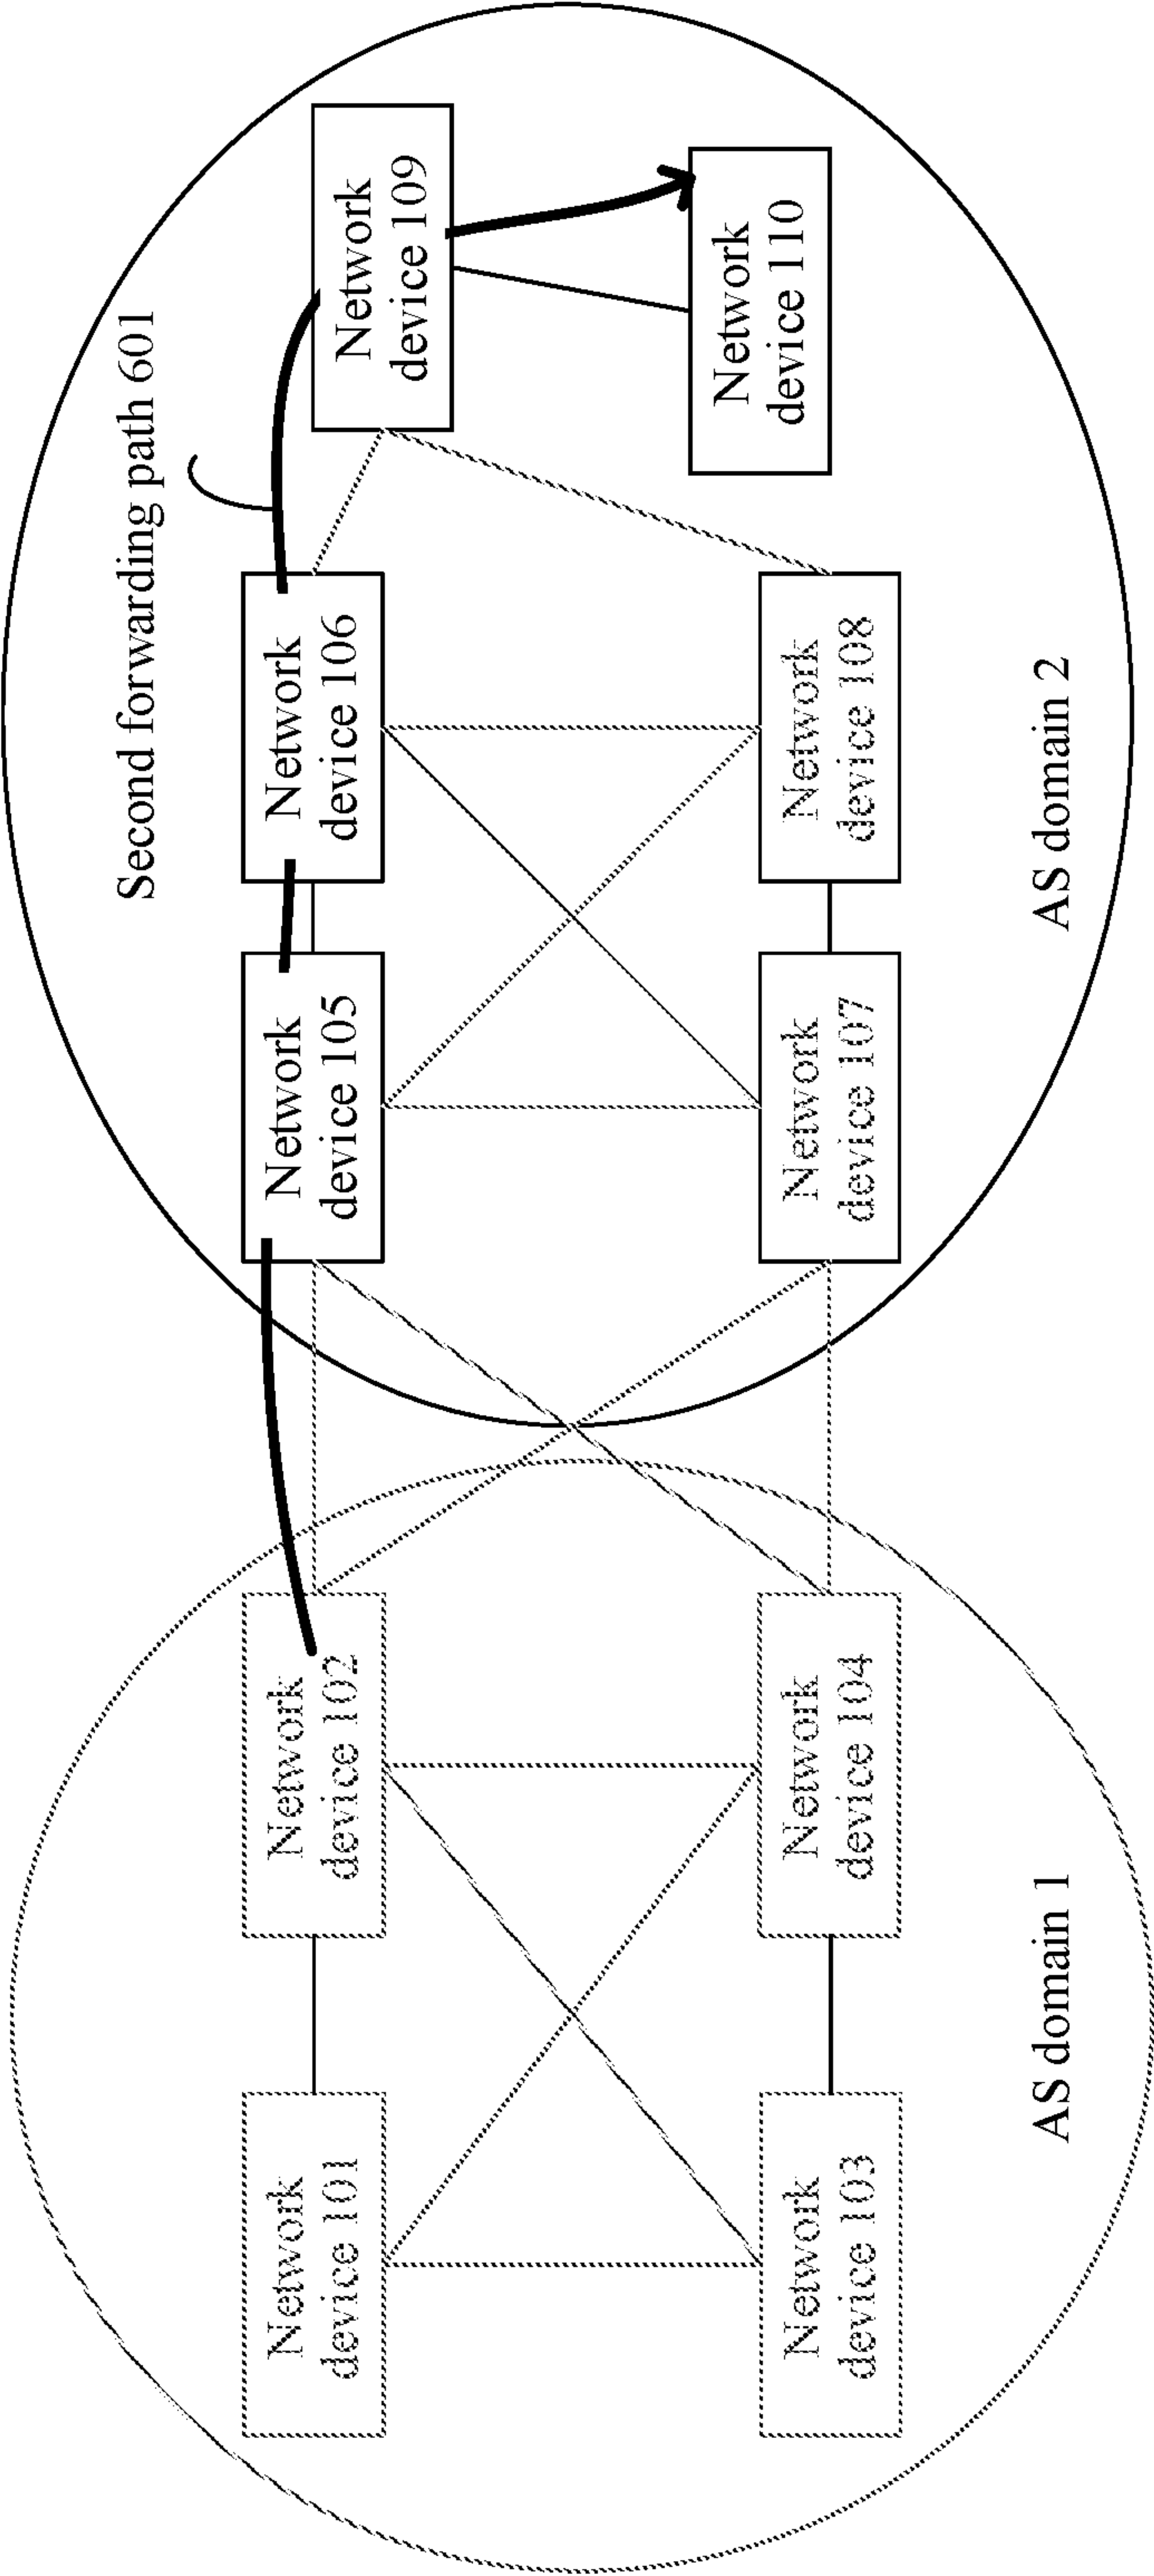 Second forwarding path 601
Network
device 101
Network
device 102
Network
device 105
Network
device 106
Network
device 109
Network
device 103
Network
device 104
Network
device 107
Network
device 108
Network
device 110
AS domain 1
AS domain 2